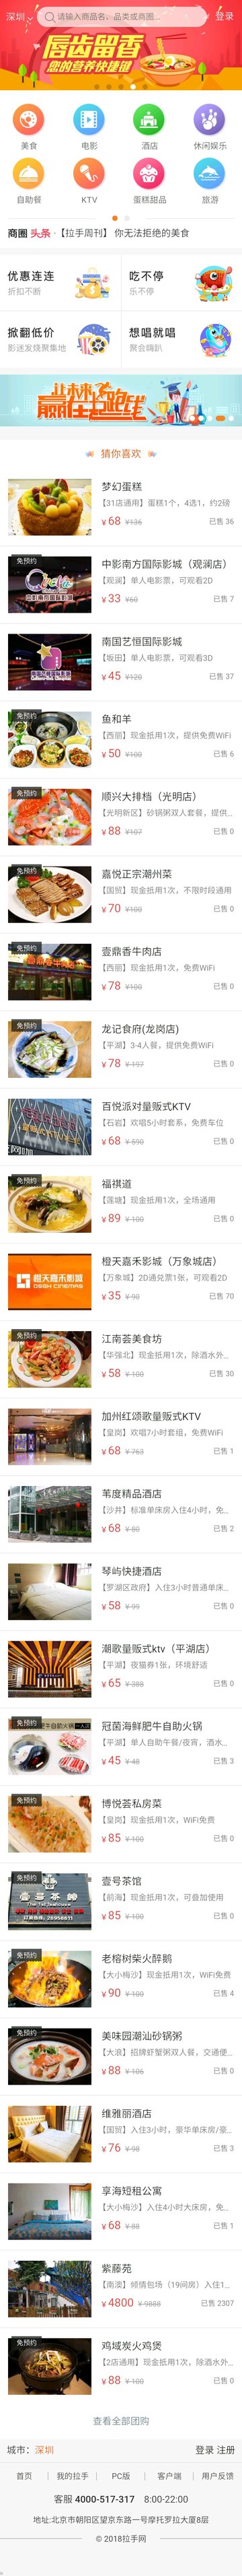 深圳
请输入商品名、品类或商圈...
登录
唇齿留香
您的营养快捷键
美食
电影
酒店
休闲娱乐
自助餐
KTV
蛋糕甜品
旅游
商圈 头条 ·【拉手周刊】 你无法拒绝的美食
优惠连连
折扣不断
吃不停
乐不停
掀翻低价
影迷发烧聚集地
想唱就唱
聚会嗨趴
猜你喜欢
梦幻蛋糕
【31店通用】蛋糕1个，4选1，约2磅
¥68 ¥136 已售 36
免预约
中影南方国际影城（观澜店）
【观澜】单人电影票，可观看2D
¥33 ¥60 已售 7
南国艺恒国际影城
【坂田】单人电影票，可观看3D
¥45 ¥120 已售 37
免预约
鱼和羊
【西丽】现金抵用1次，提供免费WiFi
¥50 ¥100 已售 6
免预约
顺兴大排档（光明店）
【光明新区】砂锅粥双人套餐，提供...
¥88 ¥107 已售 0
免预约
嘉悦正宗潮州菜
【国贸】现金抵用1次，不限时段通用
¥70 ¥100 已售 0
免预约
壹鼎香牛肉店
【西丽】现金抵用1次，免费WiFi
¥78 ¥100 已售 0
免预约
龙记食府(龙岗店)
【平湖】3-4人餐，提供免费WiFi
¥78 ¥197 已售 0
百悦派对量贩式KTV
【石岩】欢唱5小时套系，免费车位
¥68 ¥590 已售 0
免预约
福祺道
【莲塘】现金抵用1次，全场通用
¥89 ¥100 已售 0
橙天嘉禾影城
OSGH CINEMAS
橙天嘉禾影城（万象城店）
【万象城】2D通兑票1张，可观看2D
¥35 ¥90 已售 70
免预约
江南荟美食坊
【华强北】现金抵用1次，除酒水外...
¥58 ¥100 已售 30
加州红颂歌量贩式KTV
【皇岗】欢唱7小时套组，免费WiFi
¥68 ¥763 已售 1
苇度精品酒店
【沙井】标准单床房入住4小时，免...
¥68 ¥80 已售 2
琴屿快捷酒店
【罗湖区政府】入住3小时普通单床...
¥58 ¥99 已售 0
潮歌量贩式ktv（平湖店）
【平湖】夜猫券1张，环境舒适
¥65 ¥388 已售 0
免预约
冠茵海鲜肥牛自助火锅
【平湖】单人自助午餐/夜宵，酒水...
¥45 ¥48 已售 3
免预约
博悦荟私房菜
【皇岗】现金抵用1次，WiFi免费
¥85 ¥100 已售 0
免预约
壹号茶馆
【前海】现金抵用1次，可叠加使用
¥85 ¥100 已售 0
免预约
老榕树柴火醉鹅
【大小梅沙】现金抵用1次，WiFi免费
¥90 ¥100 已售 4
免预约
美味园潮汕砂锅粥
【大浪】招牌虾蟹粥双人餐，交通便...
¥88 ¥106 已售 0
维雅丽酒店
【国贸】入住3小时，豪华单床房/豪...
¥76 ¥98 已售 3
享海短租公寓
【大小梅沙】入住4小时大床房，免...
¥68 ¥88 已售 1
紫藤苑
【南澳】倾情包场（19间房）入住1...
¥4800 ¥9888 已售 2307
免预约
鸡域炭火鸡煲
【2店通用】现金抵用1次，除酒水外...
¥88 ¥100 已售 0
查看全部团购
城市：深圳
登录 注册
首页 我的拉手 PC版 客户端 用户反馈
客服 4000-517-317 8:00-22:00
地址:北京市朝阳区望京东路一号摩托罗拉大厦8层
© 2018拉手网